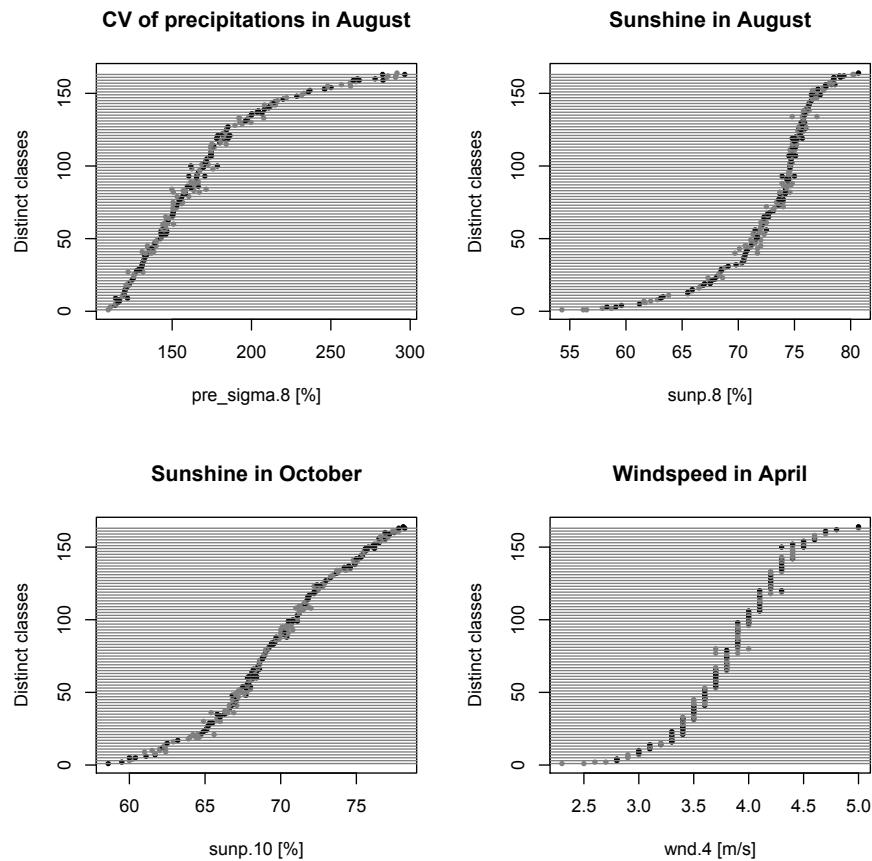 CV of precipitations in August
Distinct classes
0 50 100 150
150 200 250 300
pre_sigma.8 [%]
Sunshine in August
Distinct classes
0 50 100 150
55 60 65 70 75 80
sunp.8 [%]
Sunshine in October
Distinct classes
0 50 100 150
60 65 70 75
sunp.10 [%]
Windspeed in April
Distinct classes
0 50 100 150
2.5 3.0 3.5 4.0 4.5 5.0
wnd.4 [m/s]